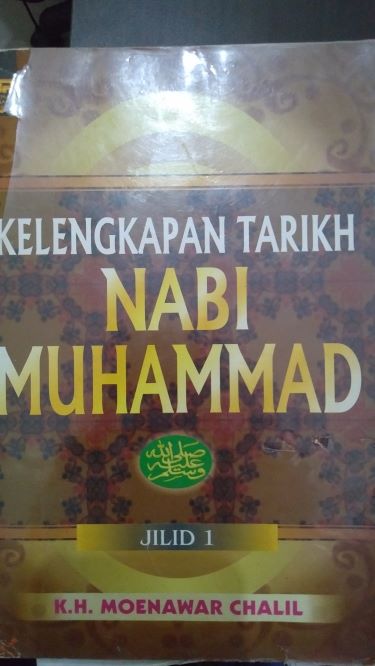 KELENGKAPAN TARIKH
NABI
MUHAMMAD
صلى الله
عليه
وسلم
JILID 1
K.H. MOENAWAR CHALIL